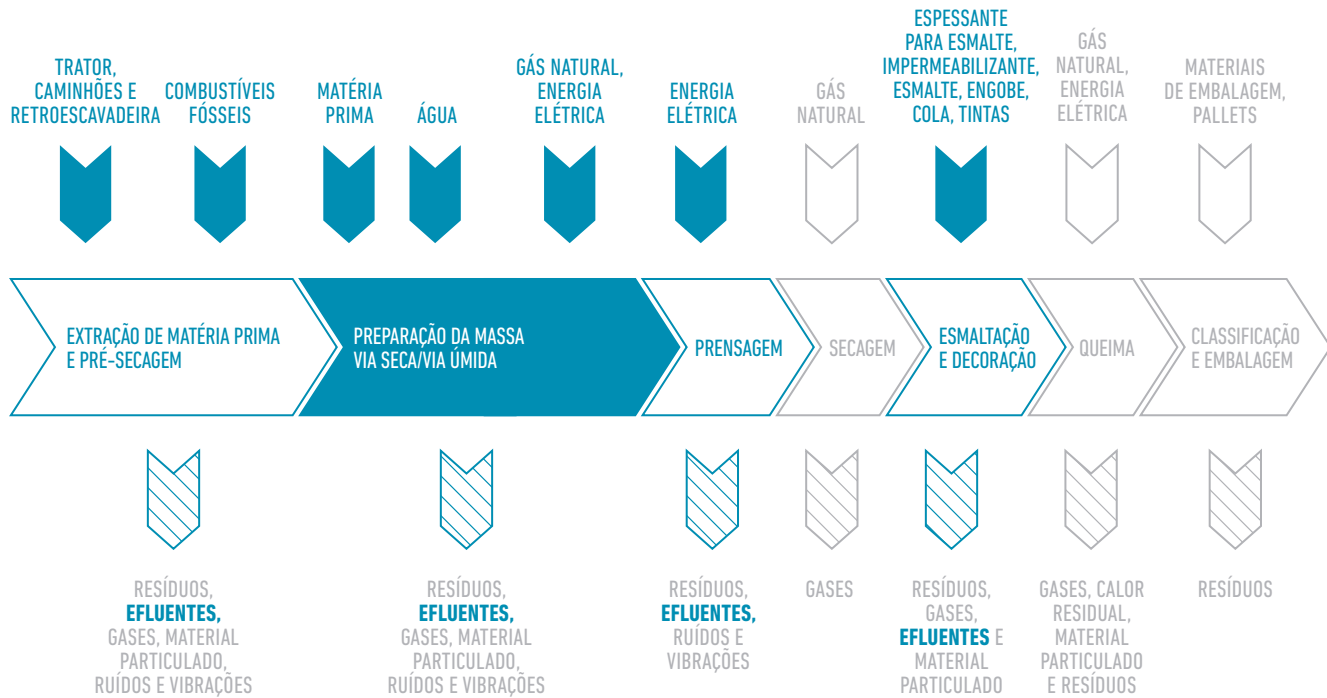 TRATOR,
CAMINHÕES E
RETROESCAVADEIRA
COMBUSTÍVEIS
FÓSSEIS
MATÉRIA
PRIMA
ÁGUA
GÁS NATURAL,
ENERGIA
ELÉTRICA
ENERGIA
ELÉTRICA
GÁS
NATURAL
ESPESSANTE
PARA ESMALTE,
IMPERMEABILIZANTE,
ESMALTE, ENGOBE,
COLA, TINTAS
GÁS
NATURAL,
ENERGIA
ELÉTRICA
MATERIAIS
DE EMBALAGEM,
PALLETS
EXTRAÇÃO DE MATÉRIA PRIMA
E PRÉ-SECAGEM
PREPARAÇÃO DA MASSA
VIA SECA/VIA ÚMIDA
PRENSAGEM
SECAGEM
ESMALTAÇÃO
E DECORAÇÃO
QUEIMA
CLASSIFICAÇÃO
E EMBALAGEM
RESÍDUOS,
EFLUENTES,
GASES, MATERIAL
PARTICULADO,
RUÍDOS E VIBRAÇÕES
RESÍDUOS,
EFLUENTES,
GASES, MATERIAL
PARTICULADO,
RUÍDOS E VIBRAÇÕES
RESÍDUOS,
EFLUENTES,
RUÍDOS E
VIBRAÇÕES
GASES
RESÍDUOS,
GASES,
EFLUENTES E
MATERIAL
PARTICULADO
GASES, CALOR
RESIDUAL,
MATERIAL
PARTICULADO
E RESÍDUOS
RESÍDUOS